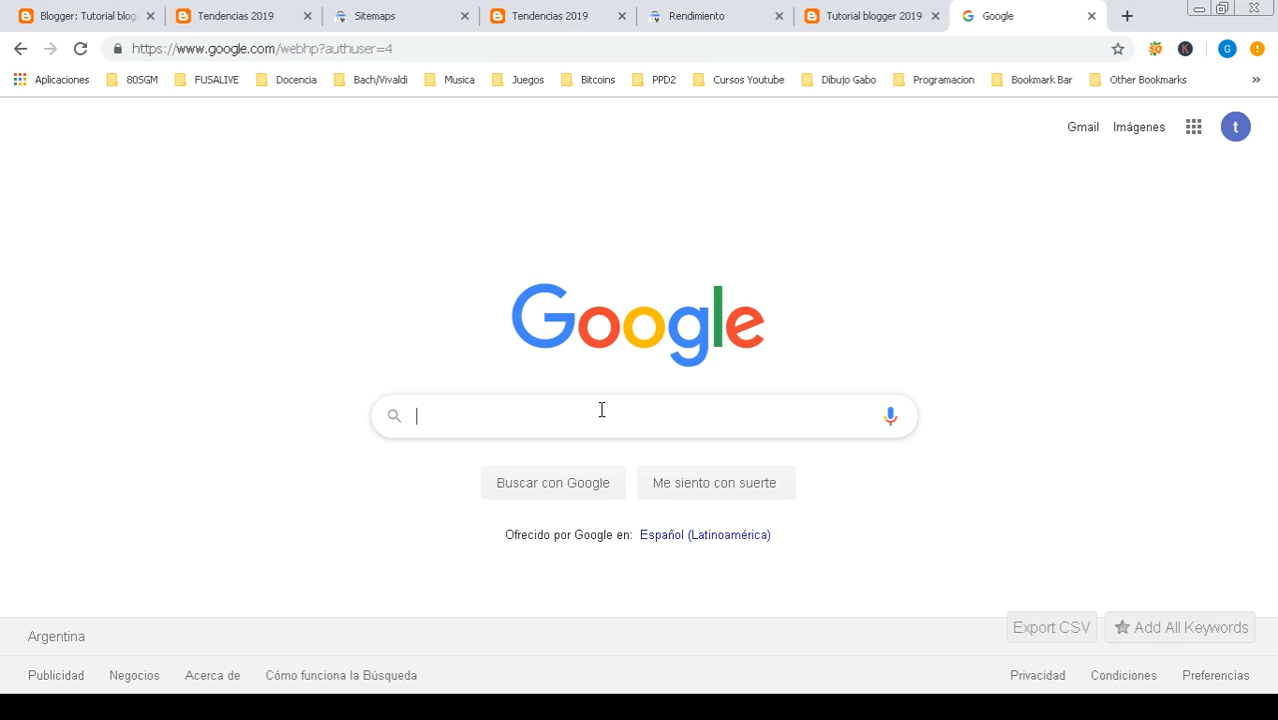 Blogger: Tutorial blog
Tendencias 2019
Sitemaps
Tendencias 2019
Rendimiento
Tutorial blogger 2019
Google
https://www.google.com/webhp?authuser=4
G
Aplicaciones
80SGM
FUSALIVE
Docencia
Bach/Vivaldi
Musica
Juegos
Bitcoins
PPD2
Cursos Youtube
Dibujo Gabo
Programacion
Bookmark Bar
Other Bookmarks
Gmail
Imágenes
t
Google
Buscar con Google
Me siento con suerte
Ofrecido por Google en: Español (Latinoamérica)
Export CSV
Add All Keywords
Argentina
Publicidad
Negocios
Acerca de
Cómo funciona la Búsqueda
Privacidad
Condiciones
Preferencias